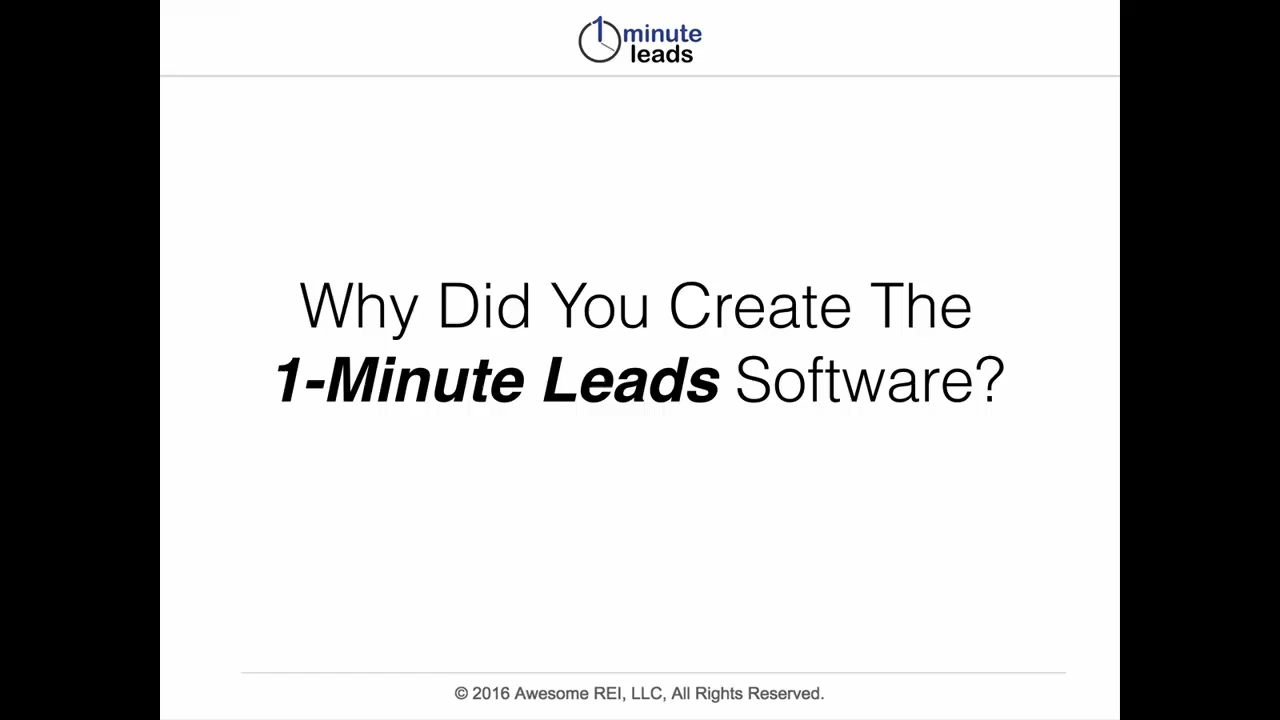 1 minute
leads
Why Did You Create The
1-Minute Leads Software?
© 2016 Awesome REI, LLC, All Rights Reserved.